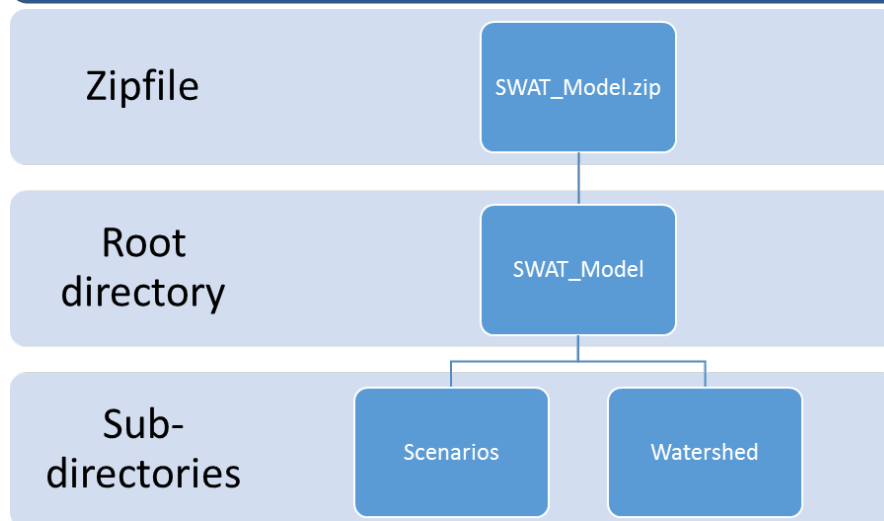 Zipfile
SWAT_Model.zip
Root
directory
SWAT_Model
Sub-
directories
Scenarios
Watershed